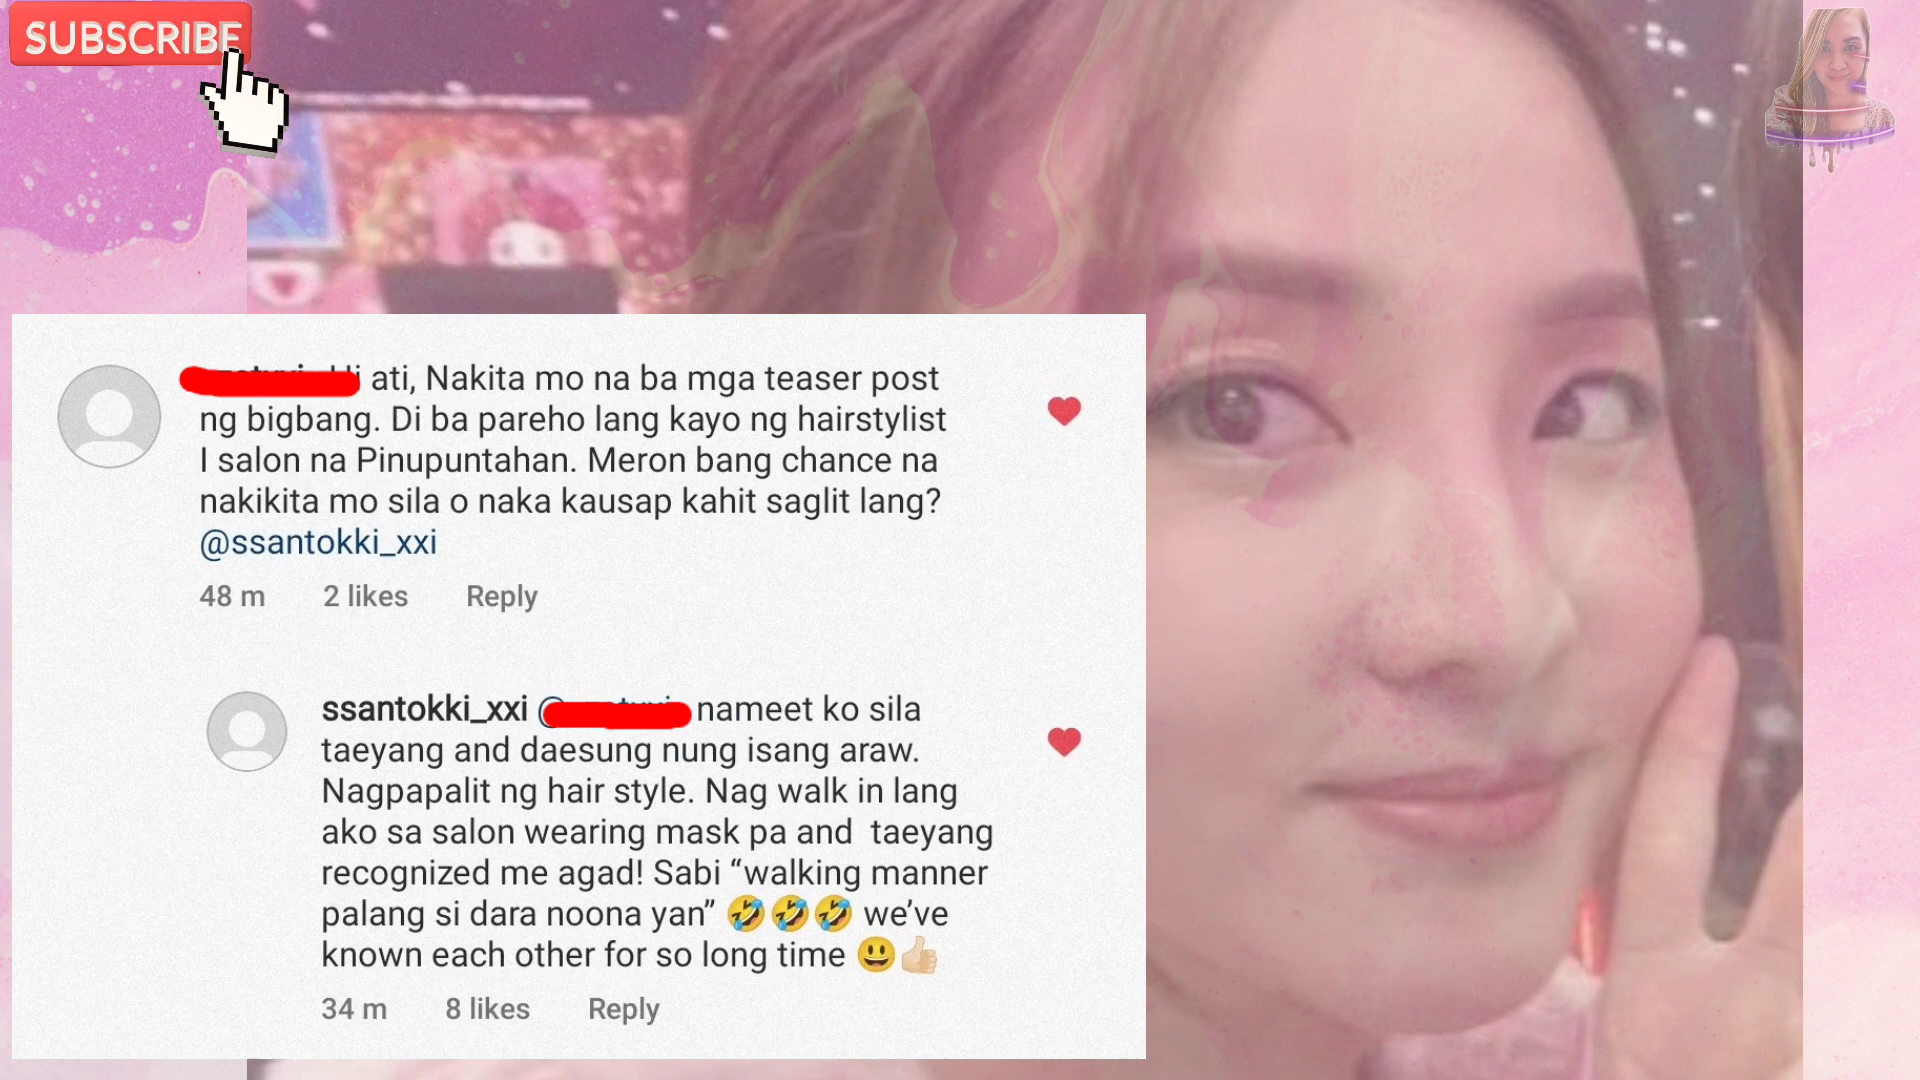 SUBSCRIBE
ati, Nakita mo na ba mga teaser post
ng bigbang. Di ba pareho lang kayo ng hairstylist
I salon na Pinupuntahan. Meron bang chance na
nakikita mo sila o naka kausap kahit saglit lang?
@ssantokki_xxi
48 m 2 likes Reply
ssantokki_xxi nameet ko sila
taeyang and daesung nung isang araw.
Nagpapalit ng hair style. Nag walk in lang
ako sa salon wearing mask pa and taeyang
recognized me agad! Sabi “walking manner
palang si dara noona yan” 🤣🤣🤣 we’ve
known each other for so long time 😃👍🏻
34 m 8 likes Reply